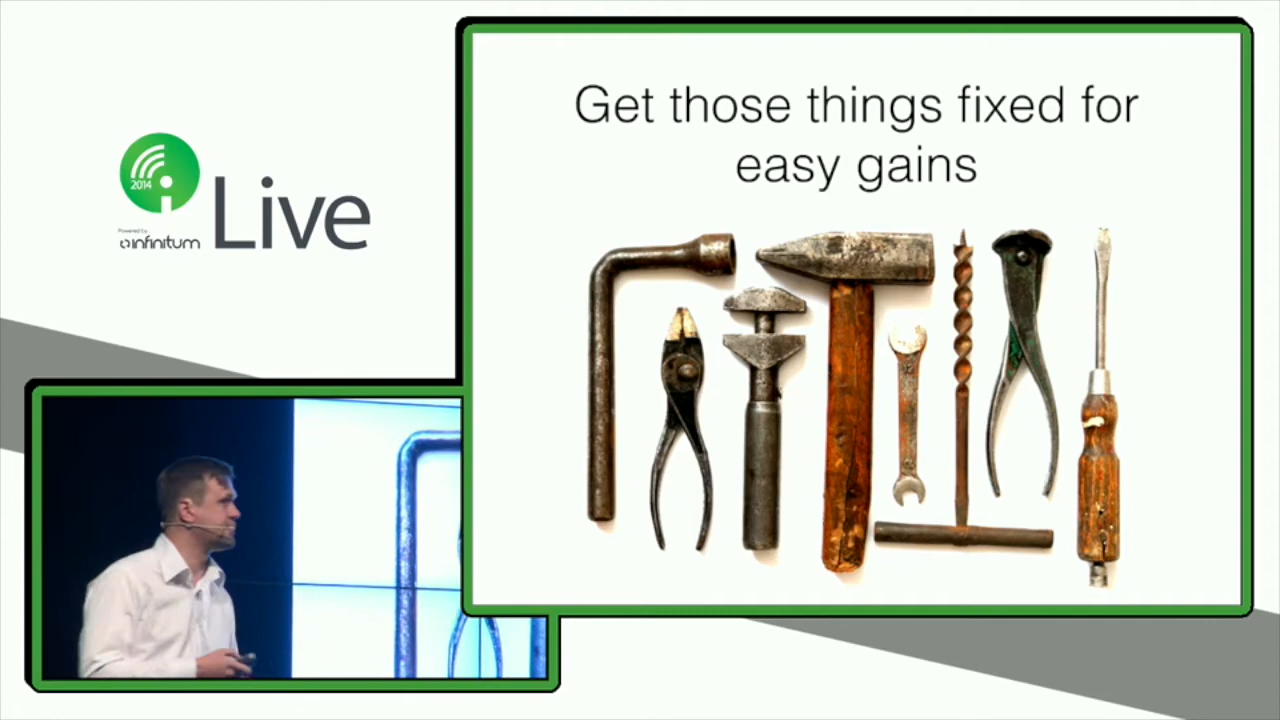 Get those things fixed for
easy gains
2014
Live
Powered by
infinitum